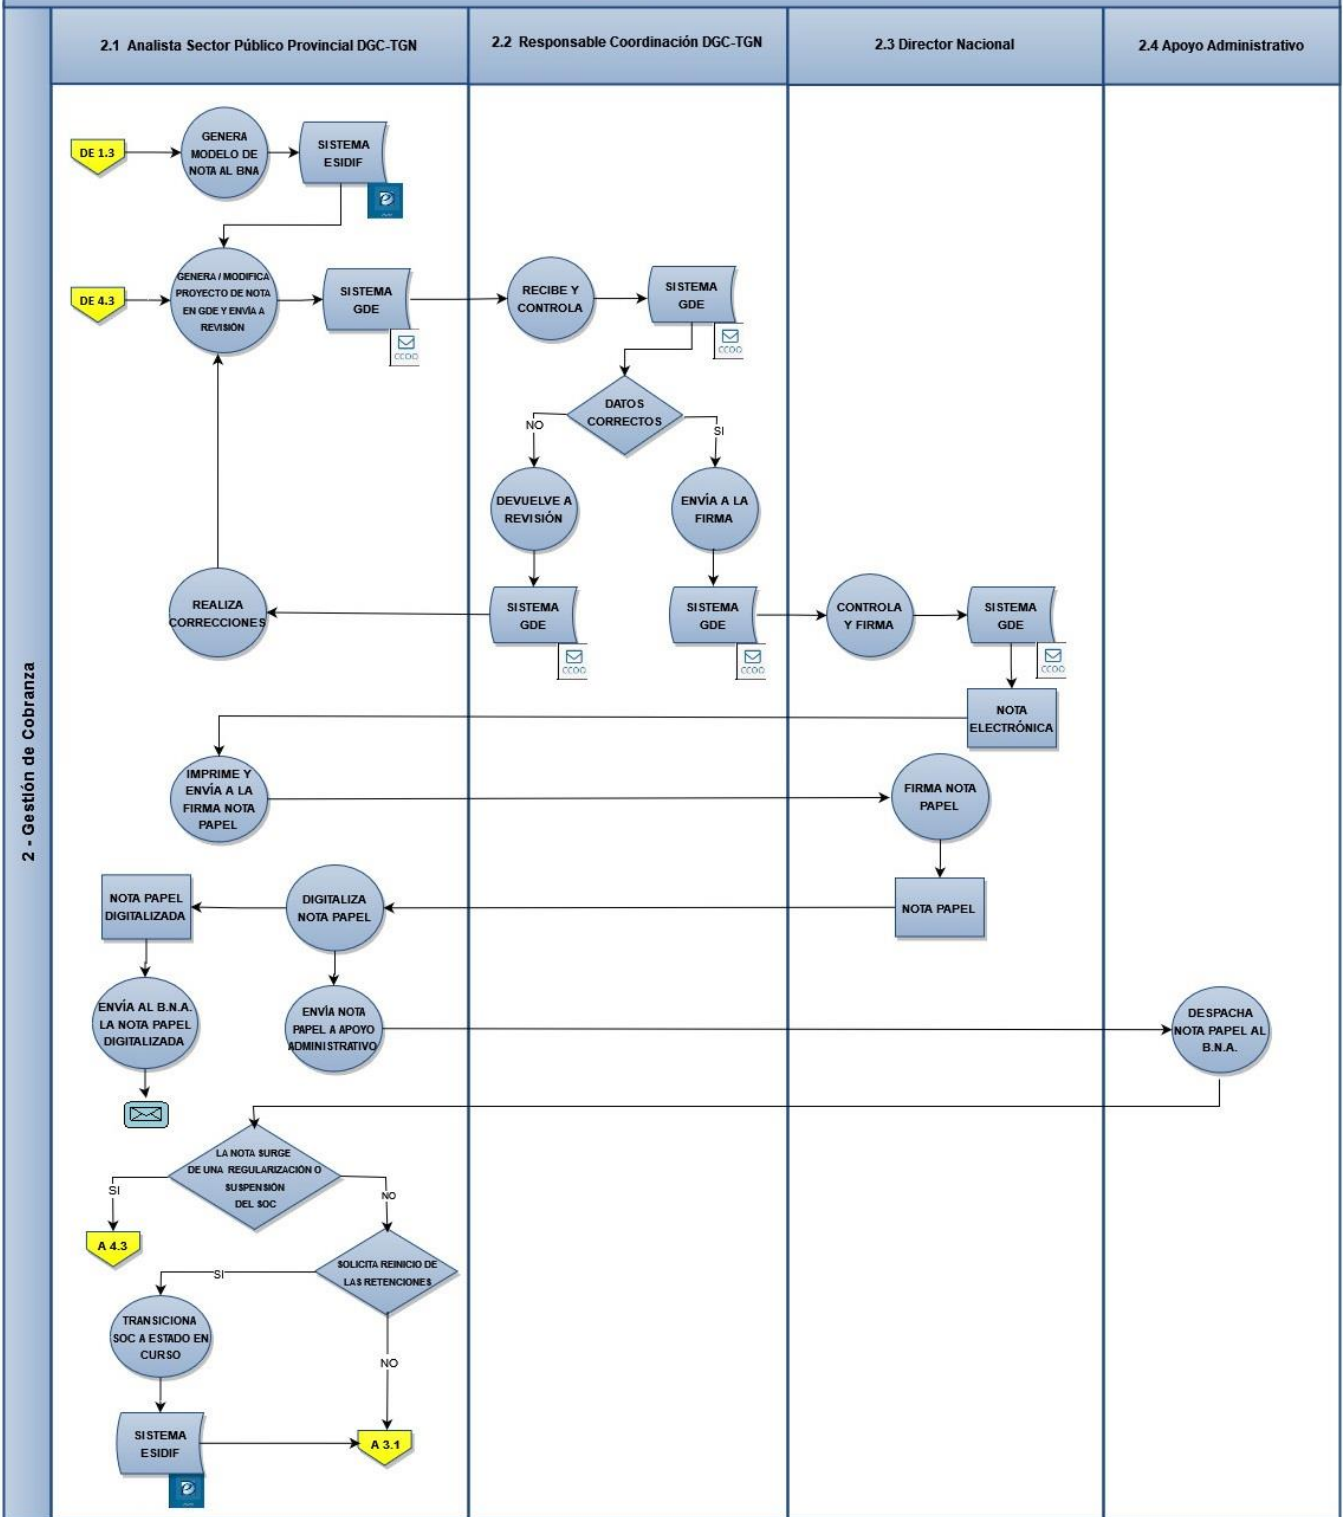 2.1 Analista Sector Público Provincial DGC-TGN
2.2 Responsable Coordinación DGC-TGN
2.3 Director Nacional
2.4 Apoyo Administrativo
2 - Gestión de Cobranza
DE 1.3
GENERA
MODELO DE
NOTA AL BNA
SISTEMA
ESIDIF
DE 4.3
GENERA / MODIFICA
PROYECTO DE NOTA
EN GDE Y ENVÍA A
REVISIÓN
SISTEMA
GDE
CCOO
RECIBE Y
CONTROLA
SISTEMA
GDE
CCOO
DATOS
CORRECTOS
NO
SI
DEVUELVE A
REVISIÓN
ENVÍA A LA
FIRMA
REALIZA
CORRECCIONES
SISTEMA
GDE
CCOO
SISTEMA
GDE
CCOO
CONTROLA
Y FIRMA
SISTEMA
GDE
CCOO
NOTA
ELECTRÓNICA
IMPRIME Y
ENVÍA A LA
FIRMA NOTA
PAPEL
FIRMA NOTA
PAPEL
NOTA PAPEL
DIGITALIZADA
DIGITALIZA
NOTA PAPEL
NOTA PAPEL
ENVÍA AL B.N.A.
LA NOTA PAPEL
DIGITALIZADA
ENVÍA NOTA
PAPEL A APOYO
ADMINISTRATIVO
DESPACHA
NOTA PAPEL AL
B.N.A.
LA NOTA SURGE
DE UNA REGULARIZACIÓN O
SUSPENSIÓN
DEL SOC
SI
NO
A 4.3
SOLICITA REINICIO DE
LAS RETENCIONES
SI
TRANSICIONA
SOC A ESTADO EN
CURSO
NO
SISTEMA
ESIDIF
A 3.1